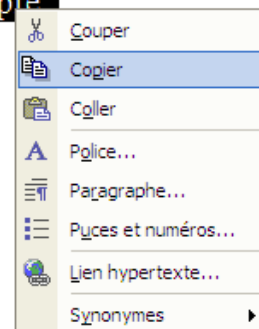 Couper
Copier
Coller
Police...
Paragraphe...
Puces et numéros...
Lien hypertexte...
Synonymes